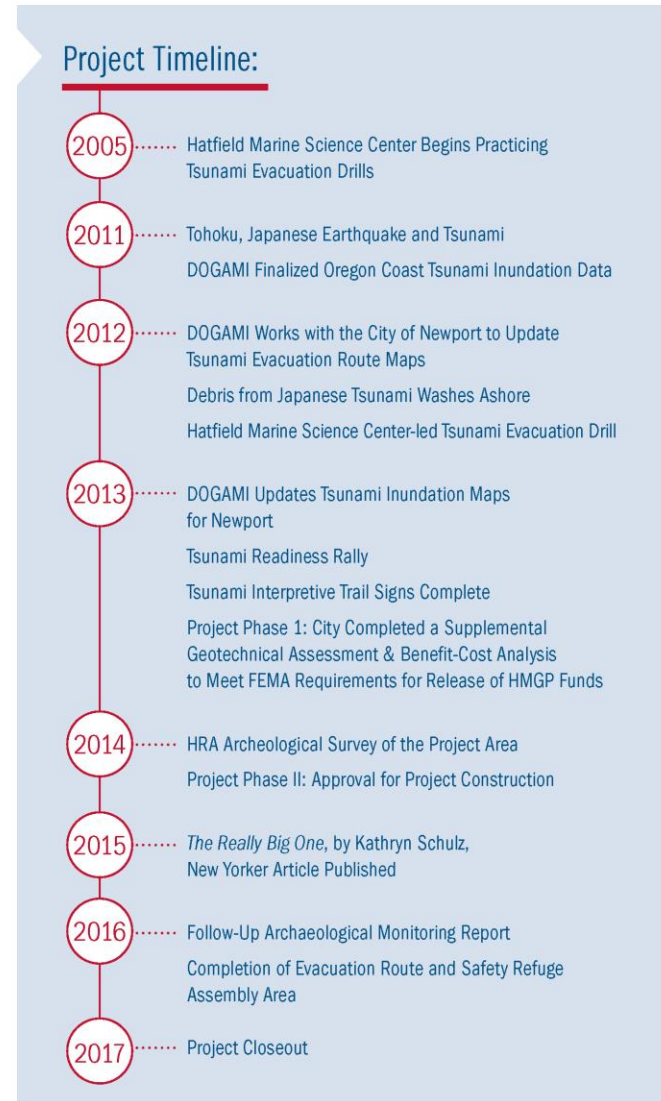 Project Timeline:
2005
Hatfield Marine Science Center Begins Practicing
Tsunami Evacuation Drills
2011
Tohoku, Japanese Earthquake and Tsunami
DOGAMI Finalized Oregon Coast Tsunami Inundation Data
2012
DOGAMI Works with the City of Newport to Update
Tsunami Evacuation Route Maps
Debris from Japanese Tsunami Washes Ashore
Hatfield Marine Science Center-led Tsunami Evacuation Drill
2013
DOGAMI Updates Tsunami Inundation Maps
for Newport
Tsunami Readiness Rally
Tsunami Interpretive Trail Signs Complete
Project Phase 1: City Completed a Supplemental
Geotechnical Assessment & Benefit-Cost Analysis
to Meet FEMA Requirements for Release of HMGP Funds
2014
HRA Archeological Survey of the Project Area
Project Phase II: Approval for Project Construction
2015
The Really Big One, by Kathryn Schulz,
New Yorker Article Published
2016
Follow-Up Archaeological Monitoring Report
Completion of Evacuation Route and Safety Refuge
Assembly Area
2017
Project Closeout